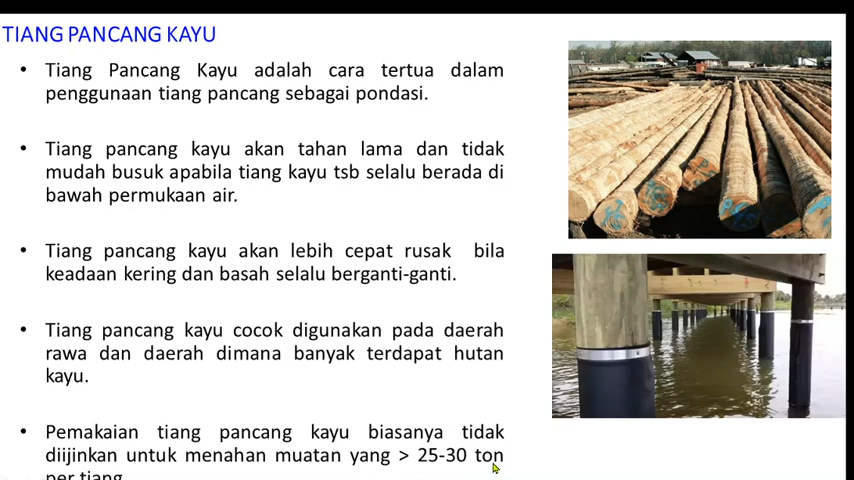 TIANG PANCANG KAYU
• Tiang Pancang Kayu adalah cara tertua dalam
penggunaan tiang pancang sebagai pondasi.
• Tiang pancang kayu akan tahan lama dan tidak
mudah busuk apabila tiang kayu tsb selalu berada di
bawah permukaan air.
• Tiang pancang kayu akan lebih cepat rusak bila
keadaan kering dan basah selalu berganti-ganti.
• Tiang pancang kayu cocok digunakan pada daerah
rawa dan daerah dimana banyak terdapat hutan
kayu.
• Pemakaian tiang pancang kayu biasanya tidak
diijinkan untuk menahan muatan yang > 25-30 ton
per tiang